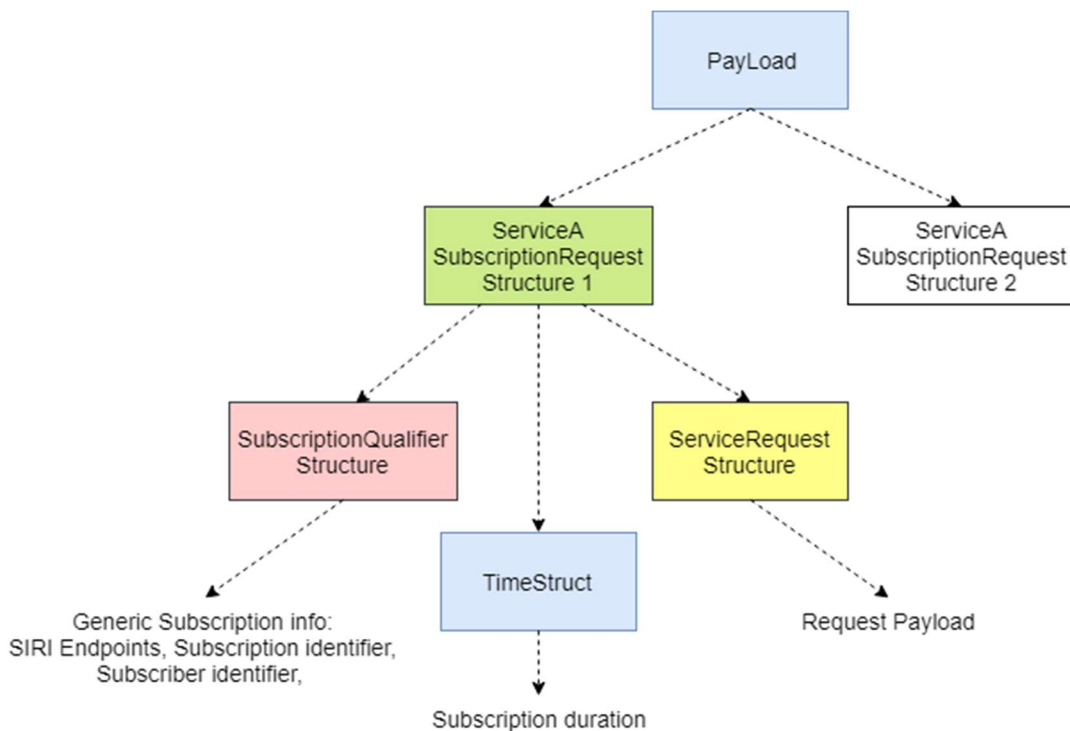 PayLoad
ServiceA
SubscriptionRequest
Structure 1
ServiceA
SubscriptionRequest
Structure 2
SubscriptionQualifier
Structure
ServiceRequest
Structure
TimeStruct
Generic Subscription info:
SIRI Endpoints, Subscription identifier,
Subscriber identifier,
Request Payload
Subscription duration